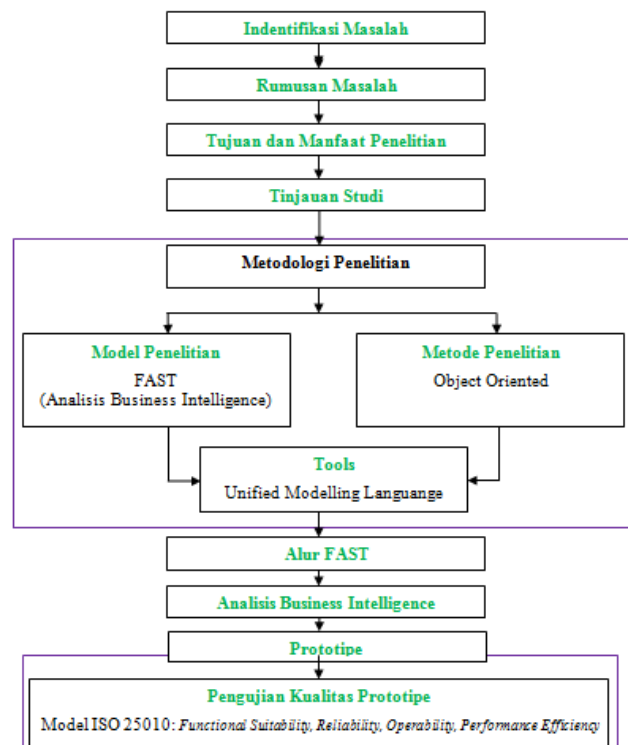 Indentifikasi Masalah
Rumusan Masalah
Tujuan dan Manfaat Penelitian
Tinjauan Studi
Metodologi Penelitian
Model Penelitian
FAST
(Analisis Business Intelligence)
Metode Penelitian
Object Oriented
Tools
Unified Modelling Languange
Alur FAST
Analisis Business Intelligence
Prototipe
Pengujian Kualitas Prototipe
Model ISO 25010: Functional Suitability, Reliability, Operability, Performance Efficiency